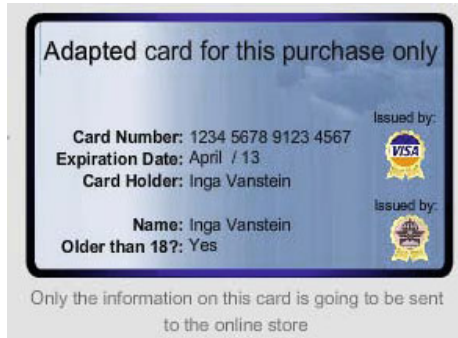 Adapted card for this purchase only
Issued by:
VISA
Card Number: 1234 5678 9123 4567
Expiration Date: April / 13
Card Holder: Inga Vanstein
Issued by:
Name: Inga Vanstein
Older than 18?: Yes
Only the information on this card is going to be sent
to the online store